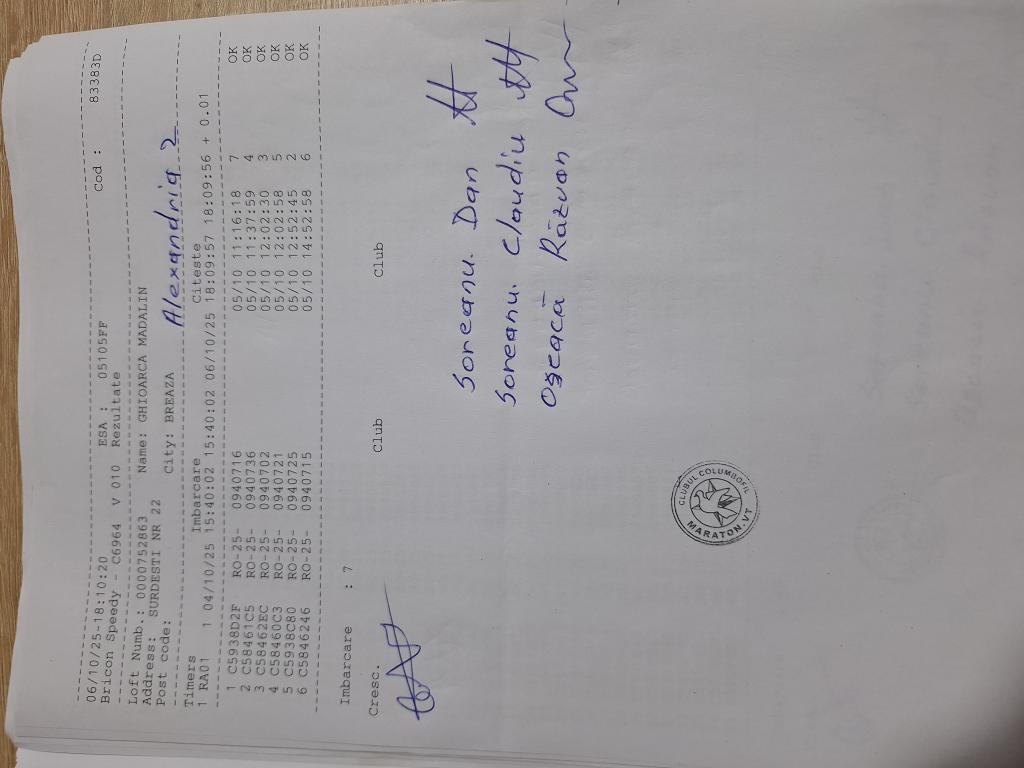 06/10/25-18:10:20 ESA : 05105FF Cod : 83383D
Bricon Speedy - C6964 V 010 Rezultate
Loft Numb.: 0000752863 Name: GHIOARCA MADALIN
Address: SURDESTI NR 22
Post code: City: BREAZA Alexandria 2
Timers Imbarcare Citeste
1 RA01 1 04/10/25 15:40:02 15:40:02 06/10/25 18:09:57 18:09:56 + 0.01
1 C5938D2F RO-25- 0940716 05/10 11:16:18 7 OK
2 C58461C5 RO-25- 0940736 05/10 11:37:59 4 OK
3 C58462EC RO-25- 0940702 05/10 12:02:30 3 OK
4 C58460C3 RO-25- 0940721 05/10 12:02:58 5 OK
5 C5938C80 RO-25- 0940725 05/10 12:52:45 2 OK
6 C5846246 RO-25- 0940715 05/10 14:52:58 6 OK
Imbarcare : 7
Cresc. Club Club
Soreanu Dan
Soreanu Claudiu
Oșeacă Răzvan
CLUBUL COLUMBOFIL
MARATON-VT